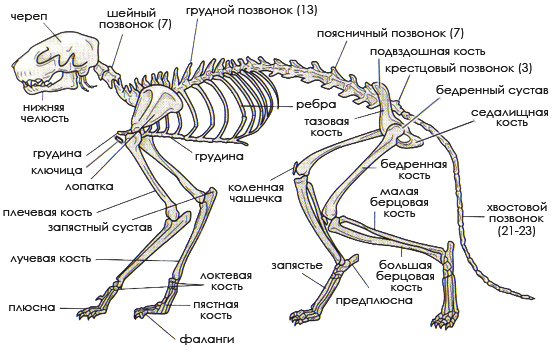 череп
шейный
позвонок (7)
грудной позвонок (13)
поясничный позвонок (7)
подвздошная кость
крестцовый позвонок (3)
бедренный сустав
седалищная
кость
нижняя
челюсть
ребра
тазовая
кость
грудина
ключица
лопатка
грудина
коленная
чашечка
бедренная
кость
малая
берцовая
кость
хвостовой
позвонок
(21-23)
плечевая кость
запястный сустав
лучевая кость
локтевая
кость
запястье
большая
берцовая
кость
предплюсна
плюсна
пястная
кость
фаланги